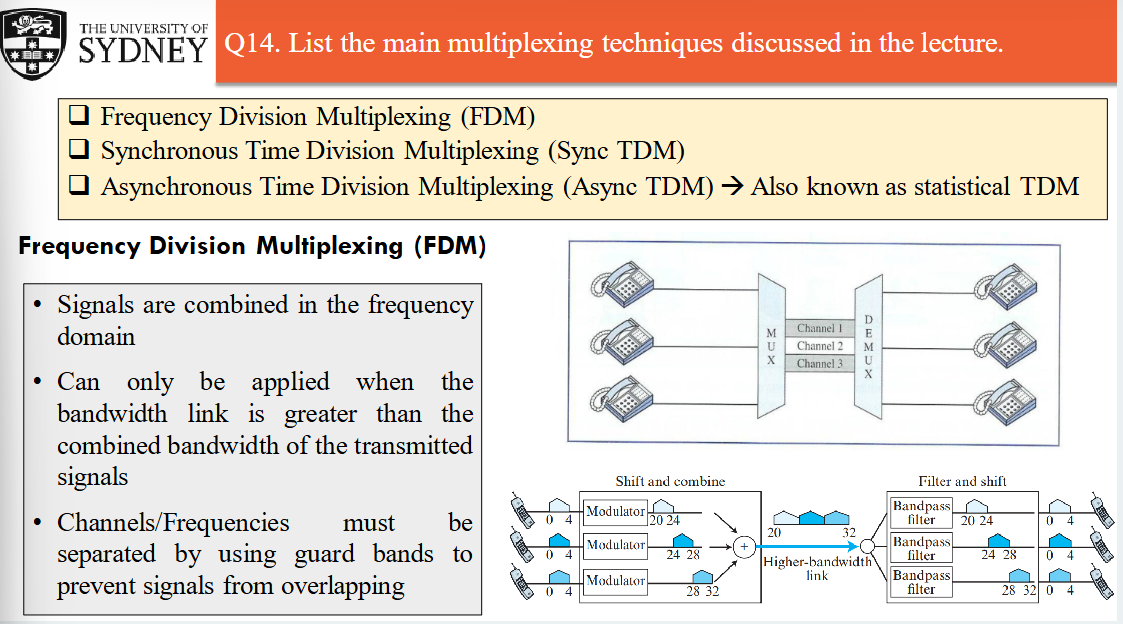 THE UNIVERSITY OF
SYDNEY
Q14. List the main multiplexing techniques discussed in the lecture.
❑ Frequency Division Multiplexing (FDM)
❑ Synchronous Time Division Multiplexing (Sync TDM)
❑ Asynchronous Time Division Multiplexing (Async TDM) → Also known as statistical TDM
Frequency Division Multiplexing (FDM)
• Signals are combined in the frequency
domain
• Can only be applied when the
bandwidth link is greater than the
combined bandwidth of the transmitted
signals
• Channels/Frequencies must be
separated by using guard bands to
prevent signals from overlapping
MUX
Channel 1
Channel 2
Channel 3
DEMUX
Shift and combine
0 4
Modulator
20 24
0 4
Modulator
24 28
0 4
Modulator
28 32
+
20 32
Higher-bandwidth
link
Filter and shift
Bandpass
filter
20 24
0 4
Bandpass
filter
24 28
0 4
Bandpass
filter
28 32
0 4